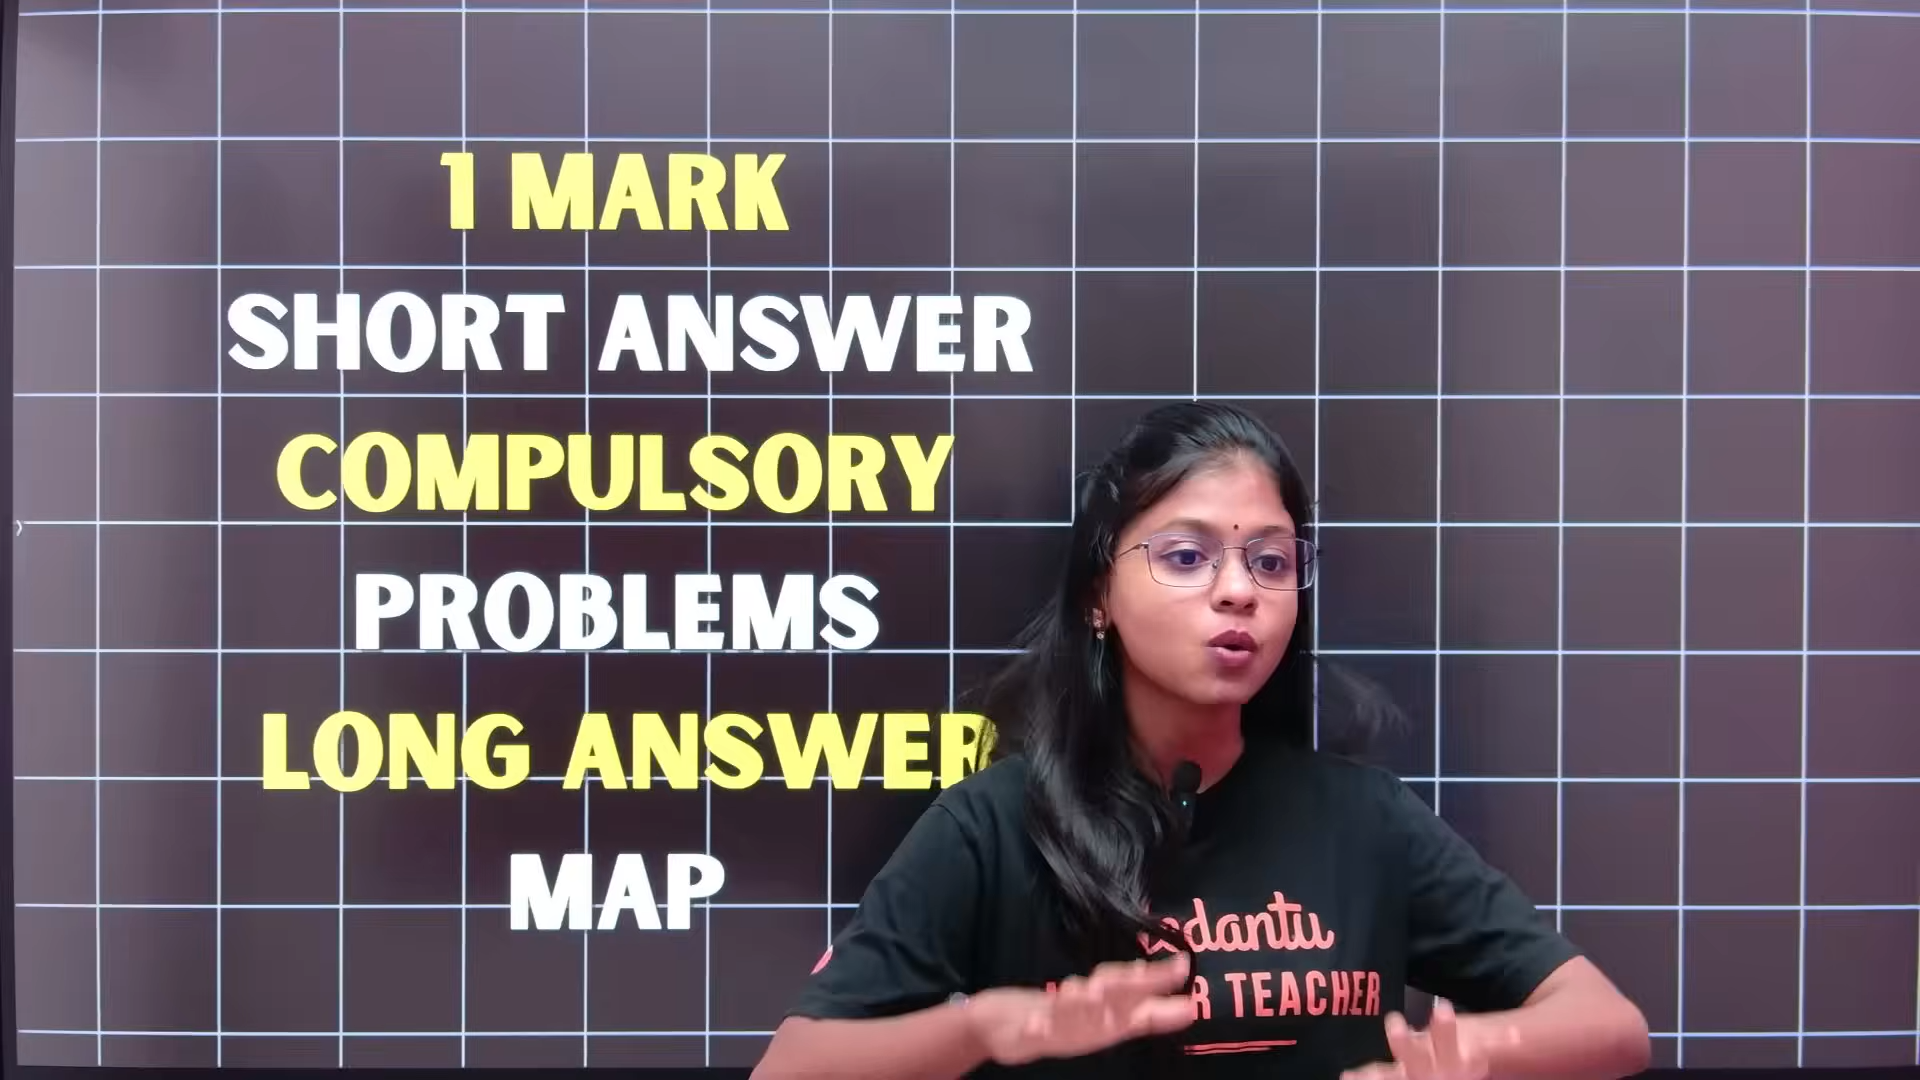 1 MARK
SHORT ANSWER
COMPULSORY
PROBLEMS
LONG ANSWER
MAP
TEACHER